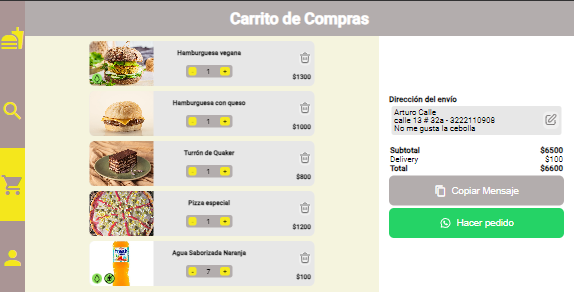 Carrito de Compras
Hamburguesa vegana
- 1 +
$1300
Hamburguesa con queso
- 1 +
$1000
Turrón de Quaker
- 1 +
$800
Pizza especial
- 1 +
$1200
Agua Saborizada Naranja
- 7 +
$100
Dirección del envío
Arturo Calle
calle 13 # 32a - 3222110908
No me gusta la cebolla
Subtotal $6500
Delivery $100
Total $6600
Copiar Mensaje
Hacer pedido